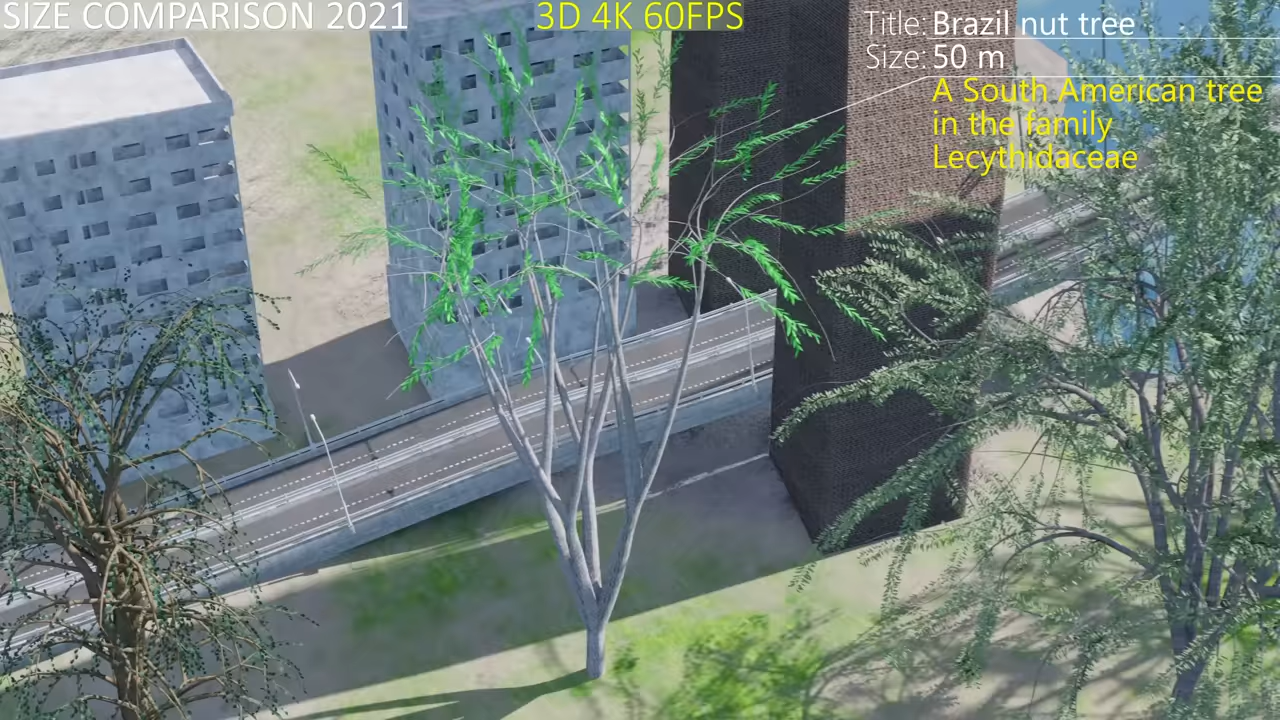 SIZE COMPARISON 2021
3D 4K 60FPS
Title: Brazil nut tree
Size: 50 m
A South American tree
in the family
Lecythidaceae